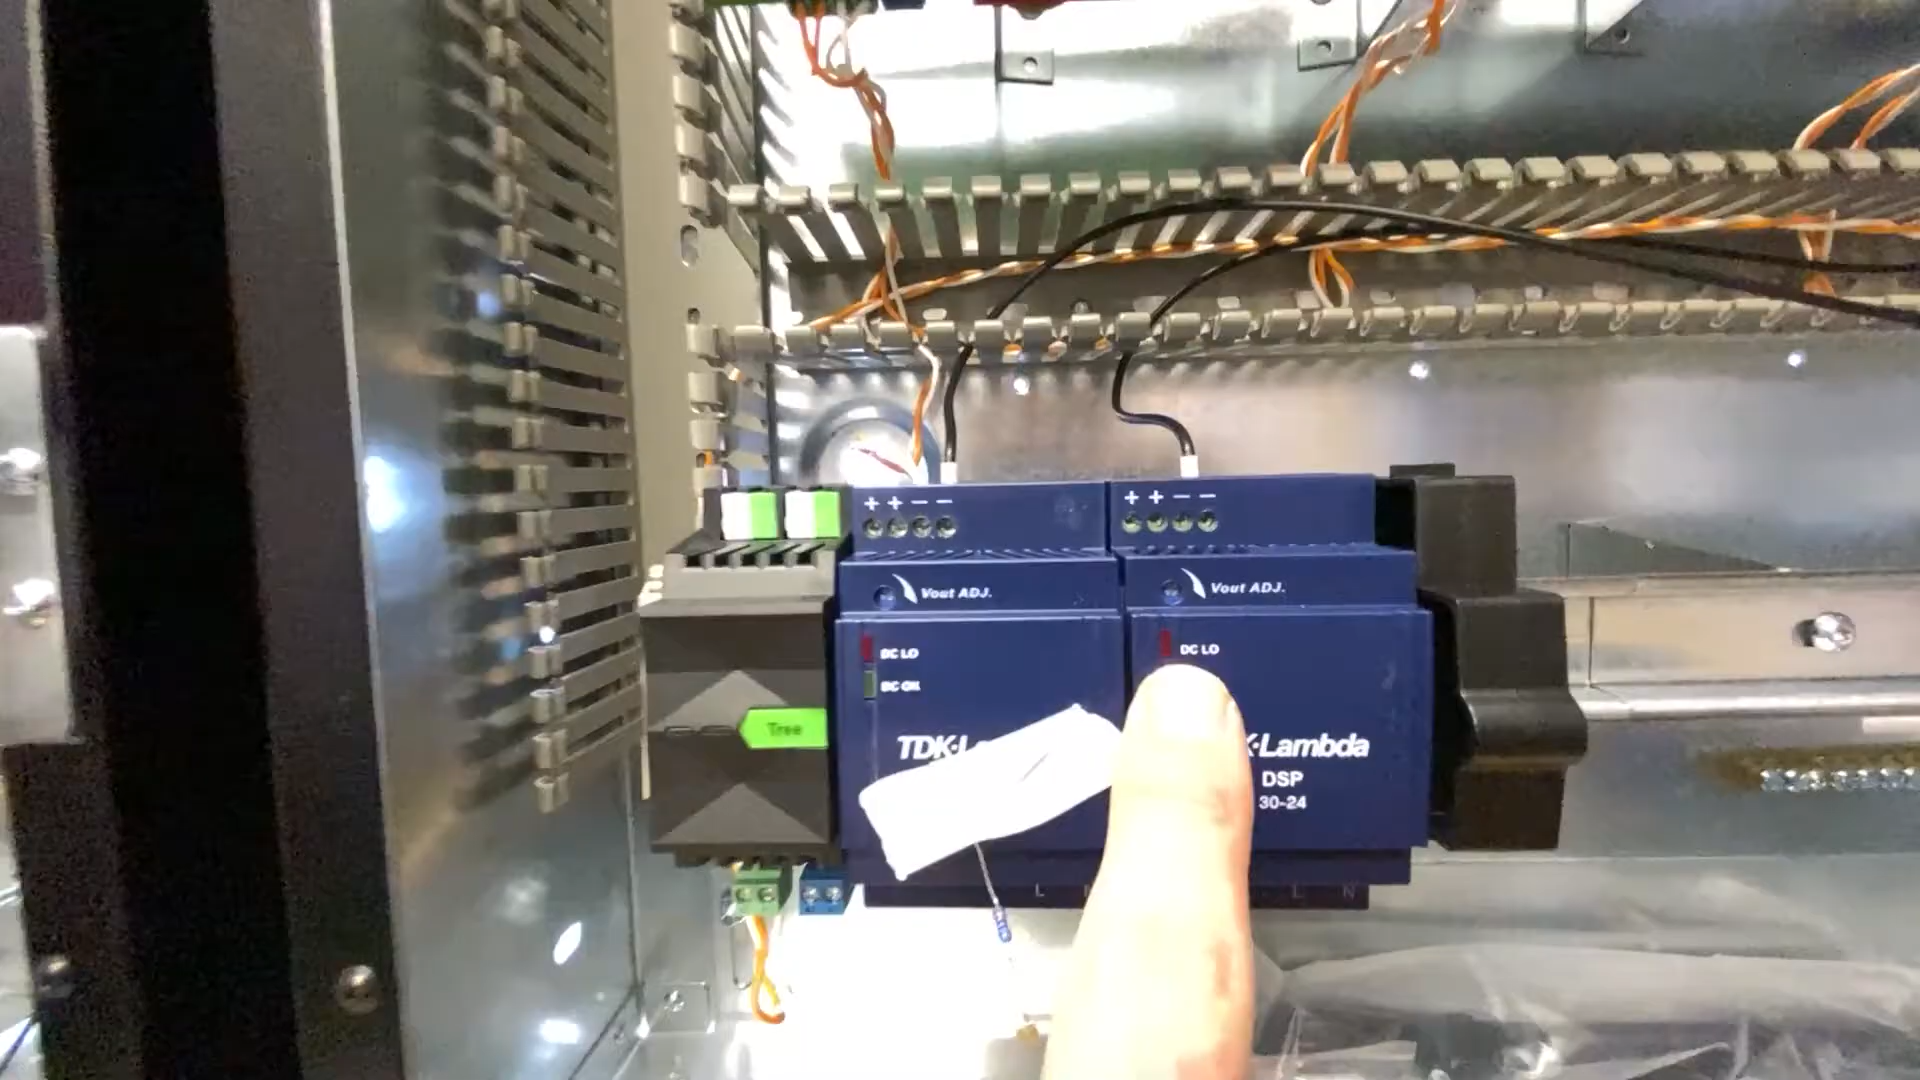 + + − −
+ + − −
Vout ADJ.
Vout ADJ.
DC LO
DC LO
DC OK
Tree
TDK·L
K·Lambda
DSP
30-24
L
L N